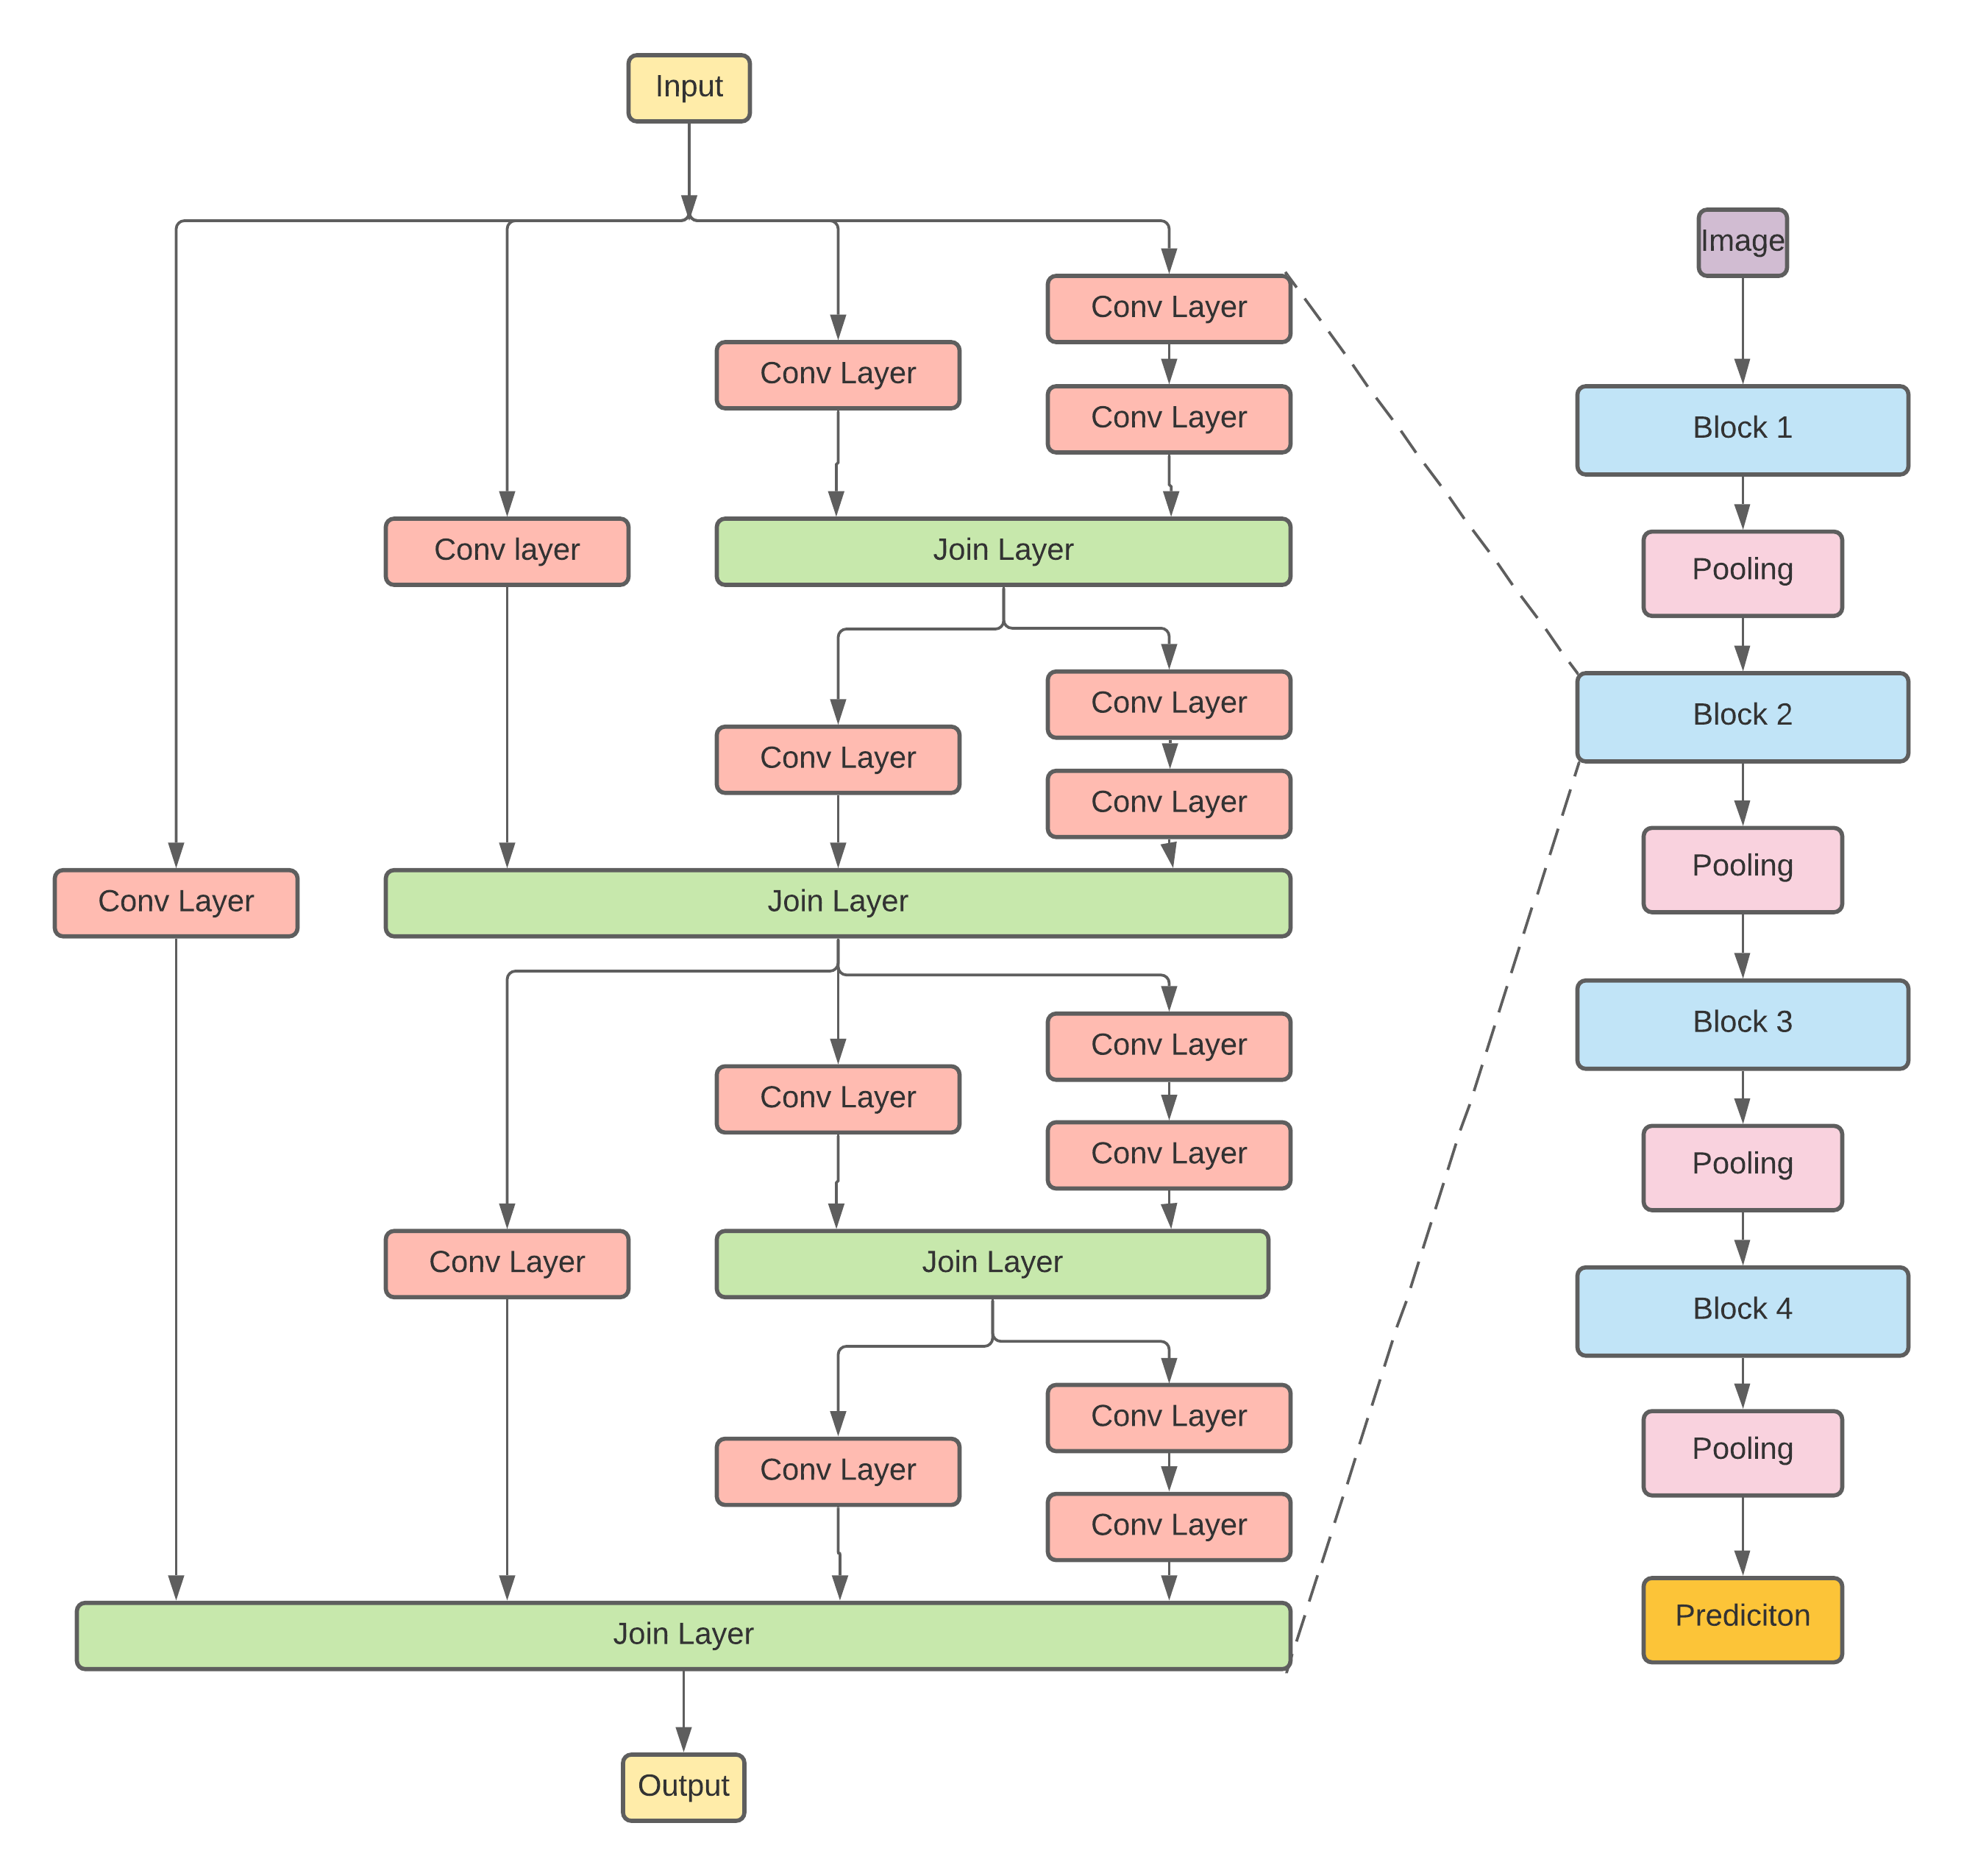 Input
Conv Layer
Conv Layer
Conv Layer
Conv layer
Join Layer
Conv Layer
Conv Layer
Conv Layer
Conv Layer
Join Layer
Conv Layer
Conv Layer
Conv Layer
Conv Layer
Join Layer
Conv Layer
Conv Layer
Conv Layer
Join Layer
Output
Image
Block 1
Pooling
Block 2
Pooling
Block 3
Pooling
Block 4
Pooling
Prediciton